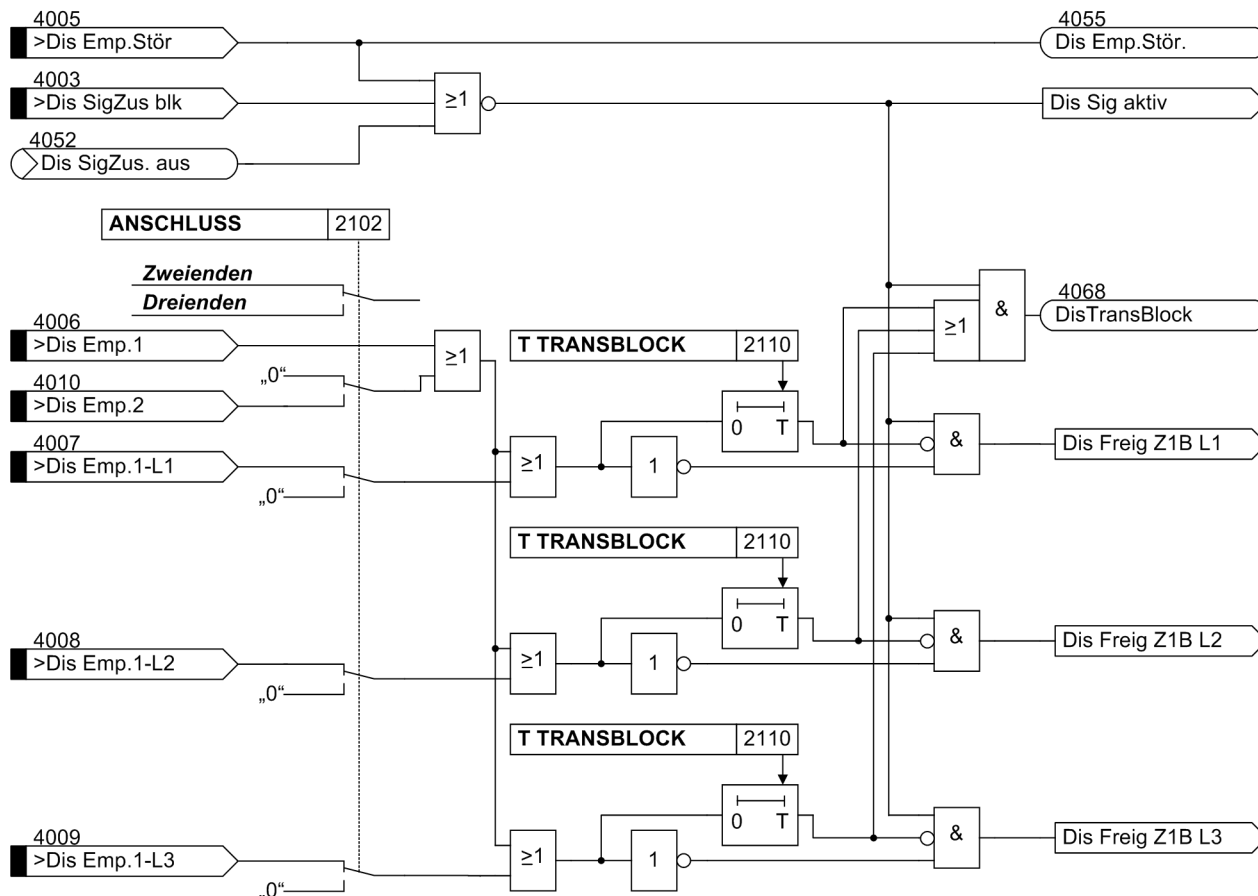 4005
>Dis Emp.Stör
4055
Dis Emp.Stör.
4003
>Dis SigZus blk
≥1
Dis Sig aktiv
4052
Dis SigZus. aus
ANSCHLUSS 2102
Zweienden
Dreienden
4006
>Dis Emp.1
≥1
T TRANSBLOCK 2110
≥1
&
4068
DisTransBlock
„0“
4010
>Dis Emp.2
0 T
4007
>Dis Emp.1-L1
„0“
≥1
1
&
Dis Freig Z1B L1
T TRANSBLOCK 2110
0 T
4008
>Dis Emp.1-L2
„0“
≥1
1
&
Dis Freig Z1B L2
T TRANSBLOCK 2110
0 T
4009
>Dis Emp.1-L3
„0“
≥1
1
&
Dis Freig Z1B L3